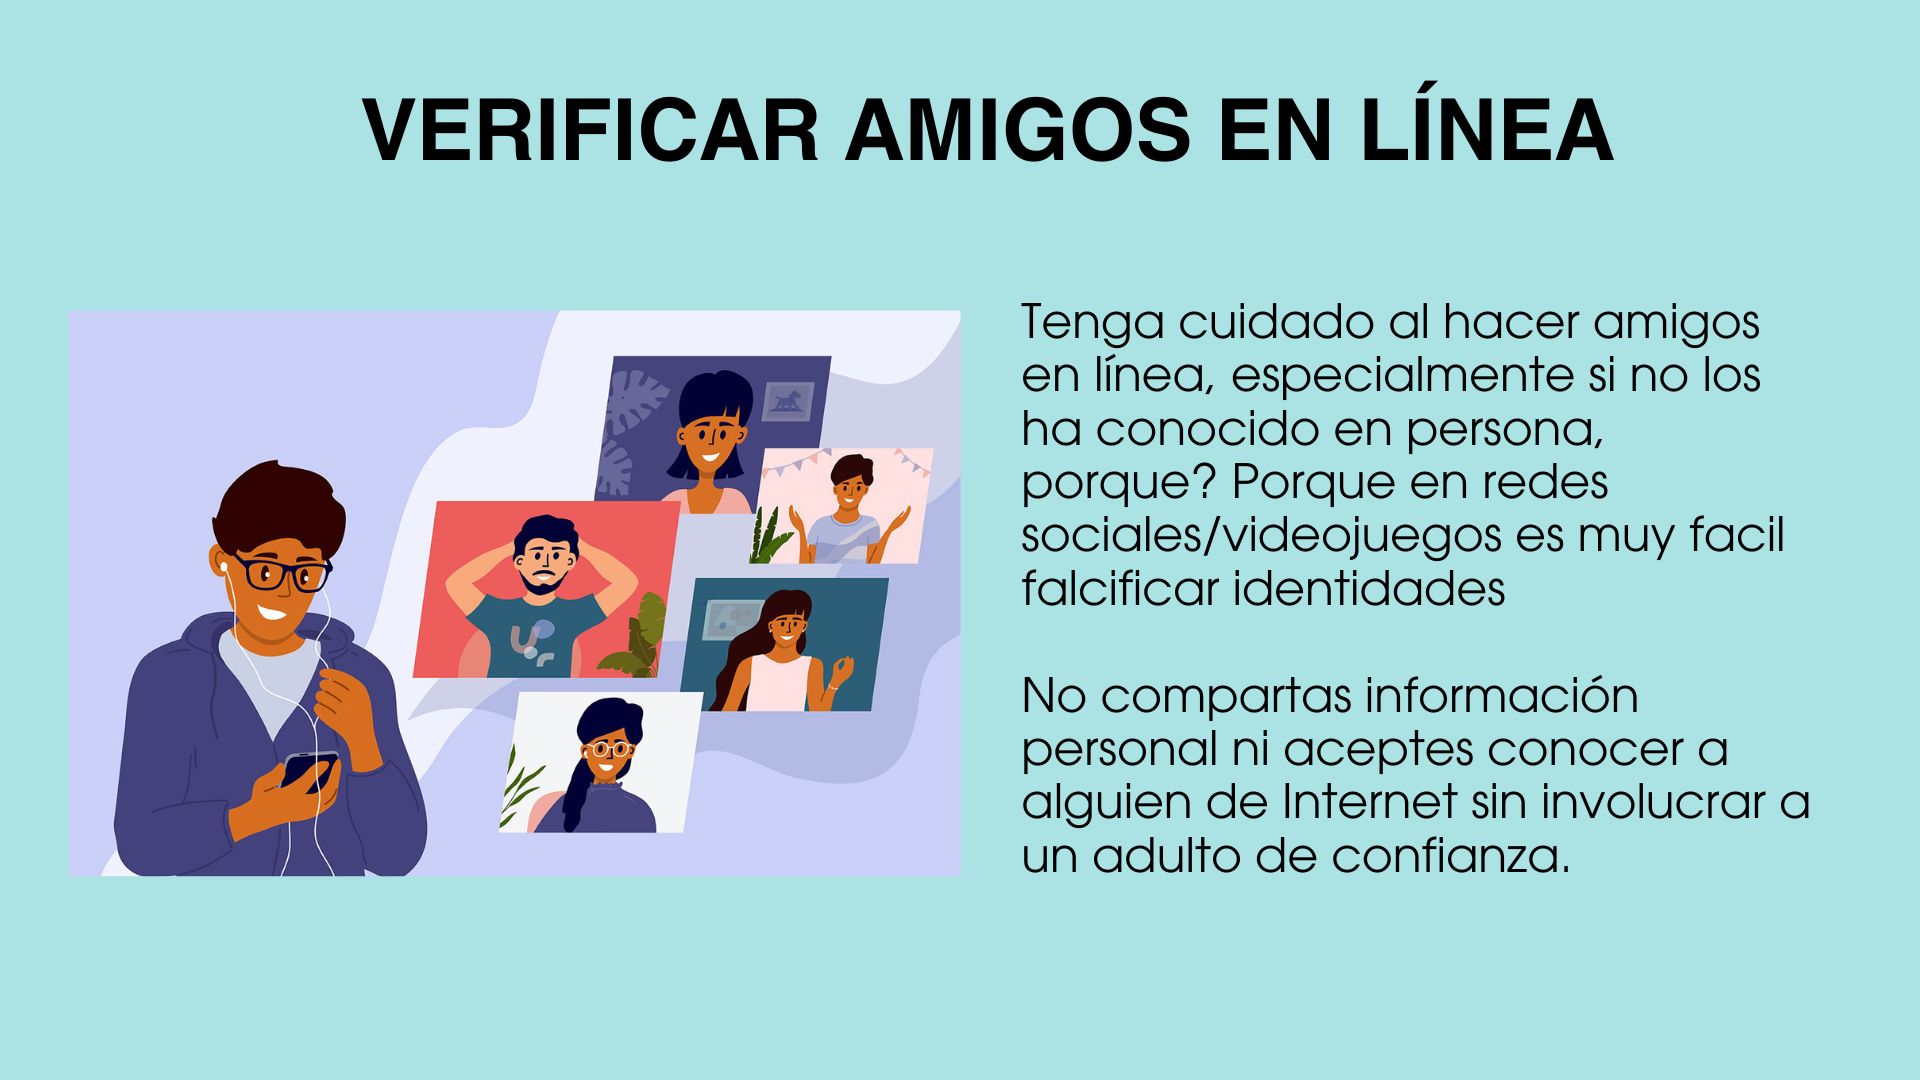 VERIFICAR AMIGOS EN LÍNEA
Tenga cuidado al hacer amigos
en línea, especialmente si no los
ha conocido en persona,
porque? Porque en redes
sociales/videojuegos es muy facil
falcificar identidades
No compartas información
personal ni aceptes conocer a
alguien de Internet sin involucrar a
un adulto de confianza.